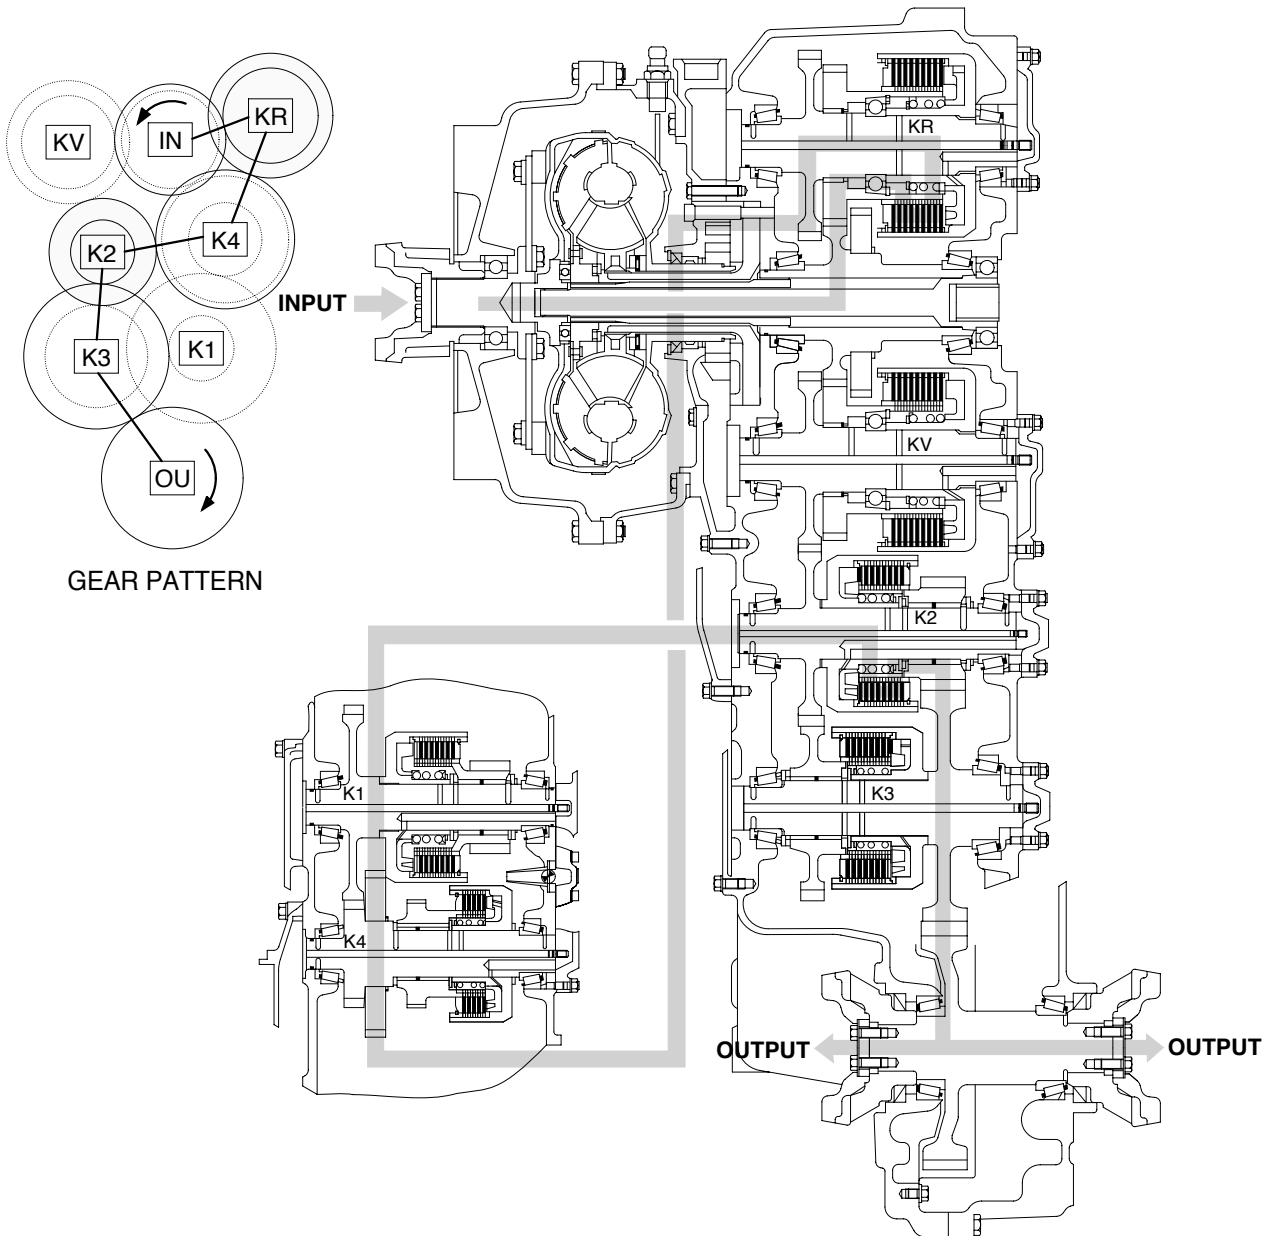 KR
IN
KV
K4
K2
K1
K3
OU
GEAR PATTERN
INPUT
KR
KV
K2
K3
K1
K4
OUTPUT
OUTPUT